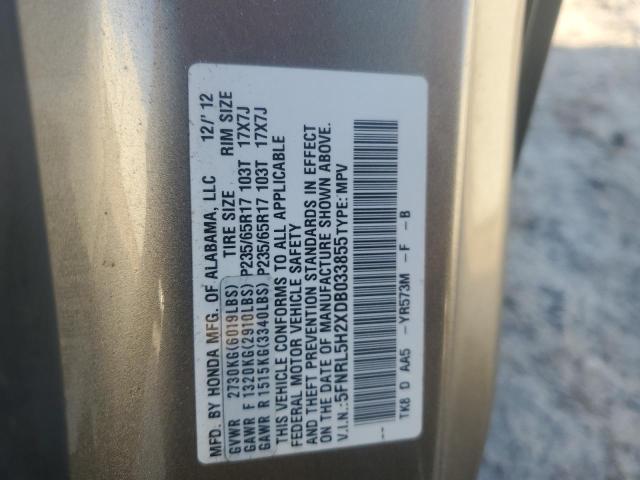 MFD. BY HONDA MFG. OF ALABAMA, LLC 12/'12
TIRE SIZE RIM SIZE
GVWR 2730KG(6019LBS)
GAWR F 1320KG(2910LBS) P235/65R17 103T 17X7J
GAWR R 1515KG(3340LBS) P235/65R17 103T 17X7J
THIS VEHICLE CONFORMS TO ALL APPLICABLE
FEDERAL MOTOR VEHICLE SAFETY
AND THEFT PREVENTION STANDARDS IN EFFECT
ON THE DATE OF MANUFACTURE SHOWN ABOVE.
V.I.N.:5FNRL5H2XDB033855 TYPE: MPV
-- TK8 D AA5 - YR573M - F - B